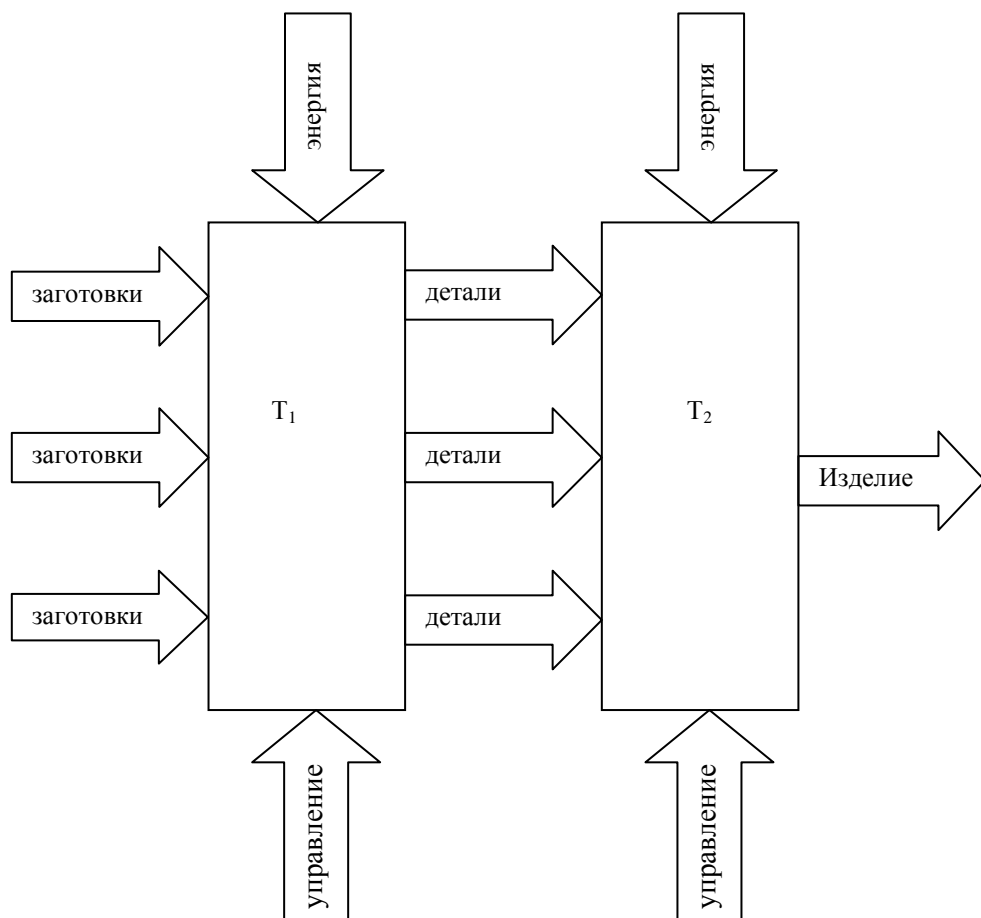 энергия
энергия
заготовки
детали
T₁
T₂
заготовки
детали
Изделие
заготовки
детали
управление
управление